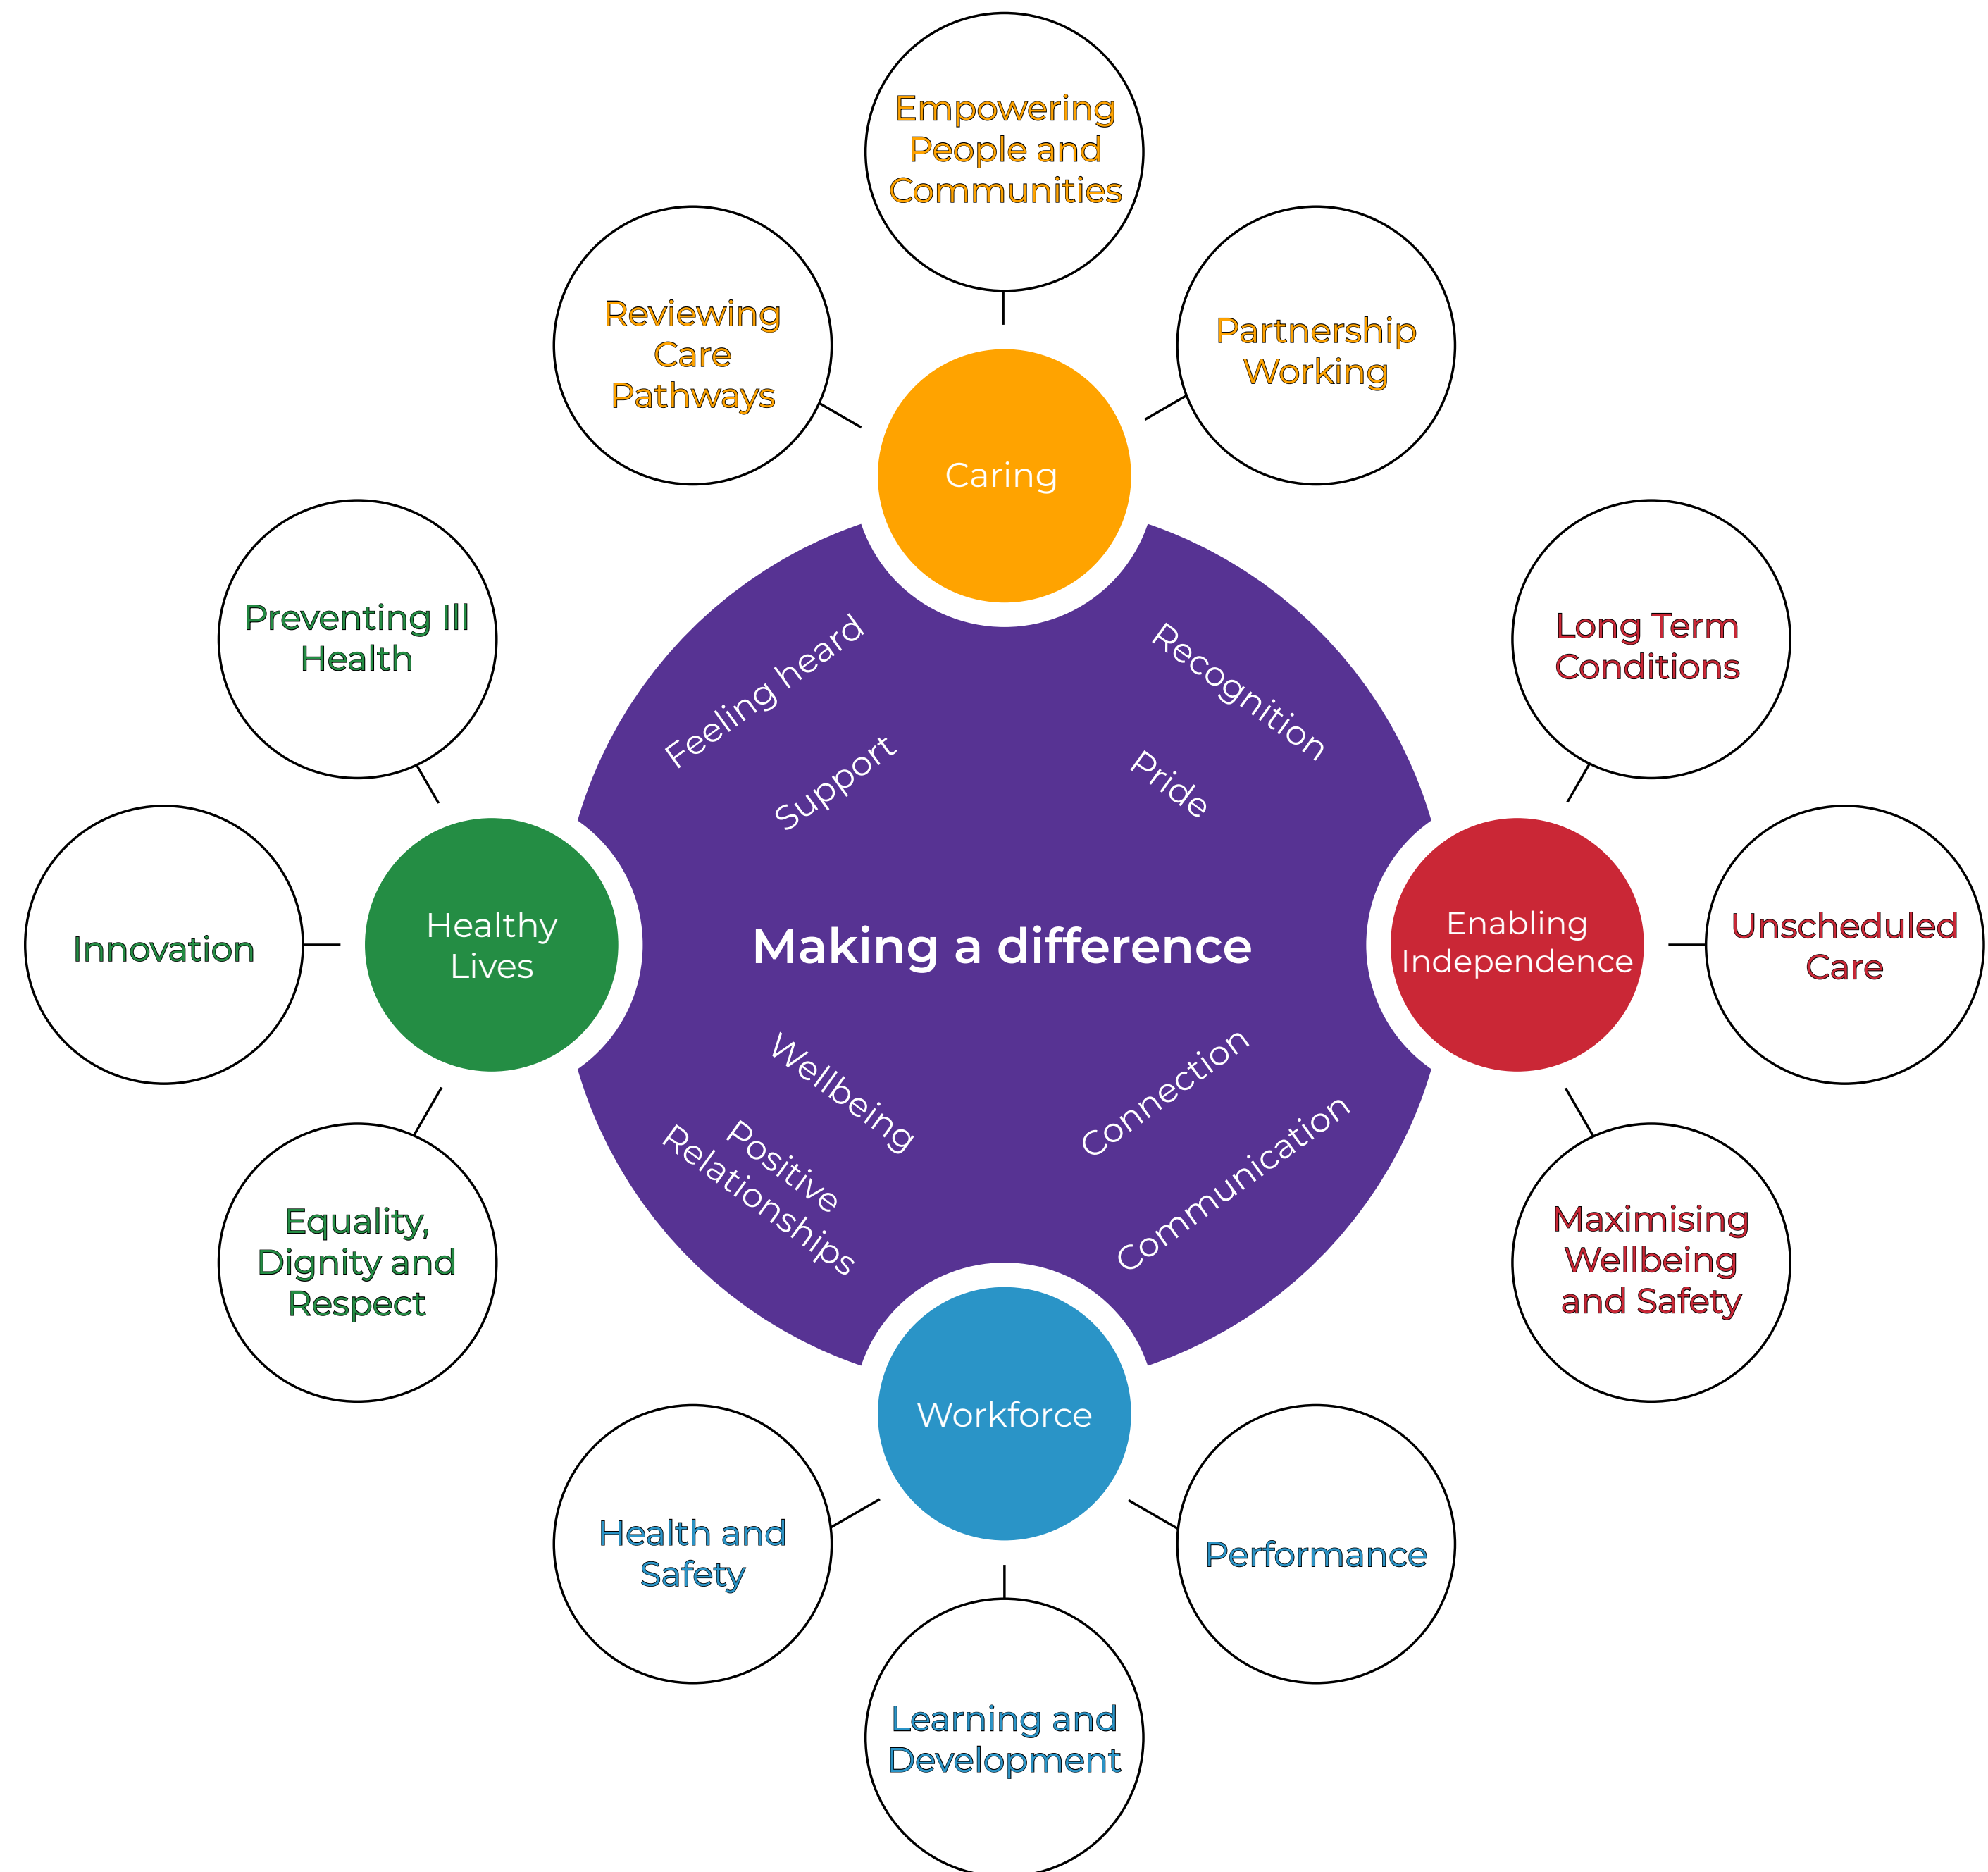 Empowering
People and
Communities
Reviewing
Care
Pathways
Partnership
Working
Caring
Preventing Ill
Health
Long Term
Conditions
Feeling heard
Support
Recognition
Pride
Innovation
Healthy
Lives
Making a difference
Enabling
Independence
Unscheduled
Care
Wellbeing
Positive
Relationships
Connection
Communication
Equality,
Dignity and
Respect
Maximising
Wellbeing
and Safety
Workforce
Health and
Safety
Performance
Learning and
Development